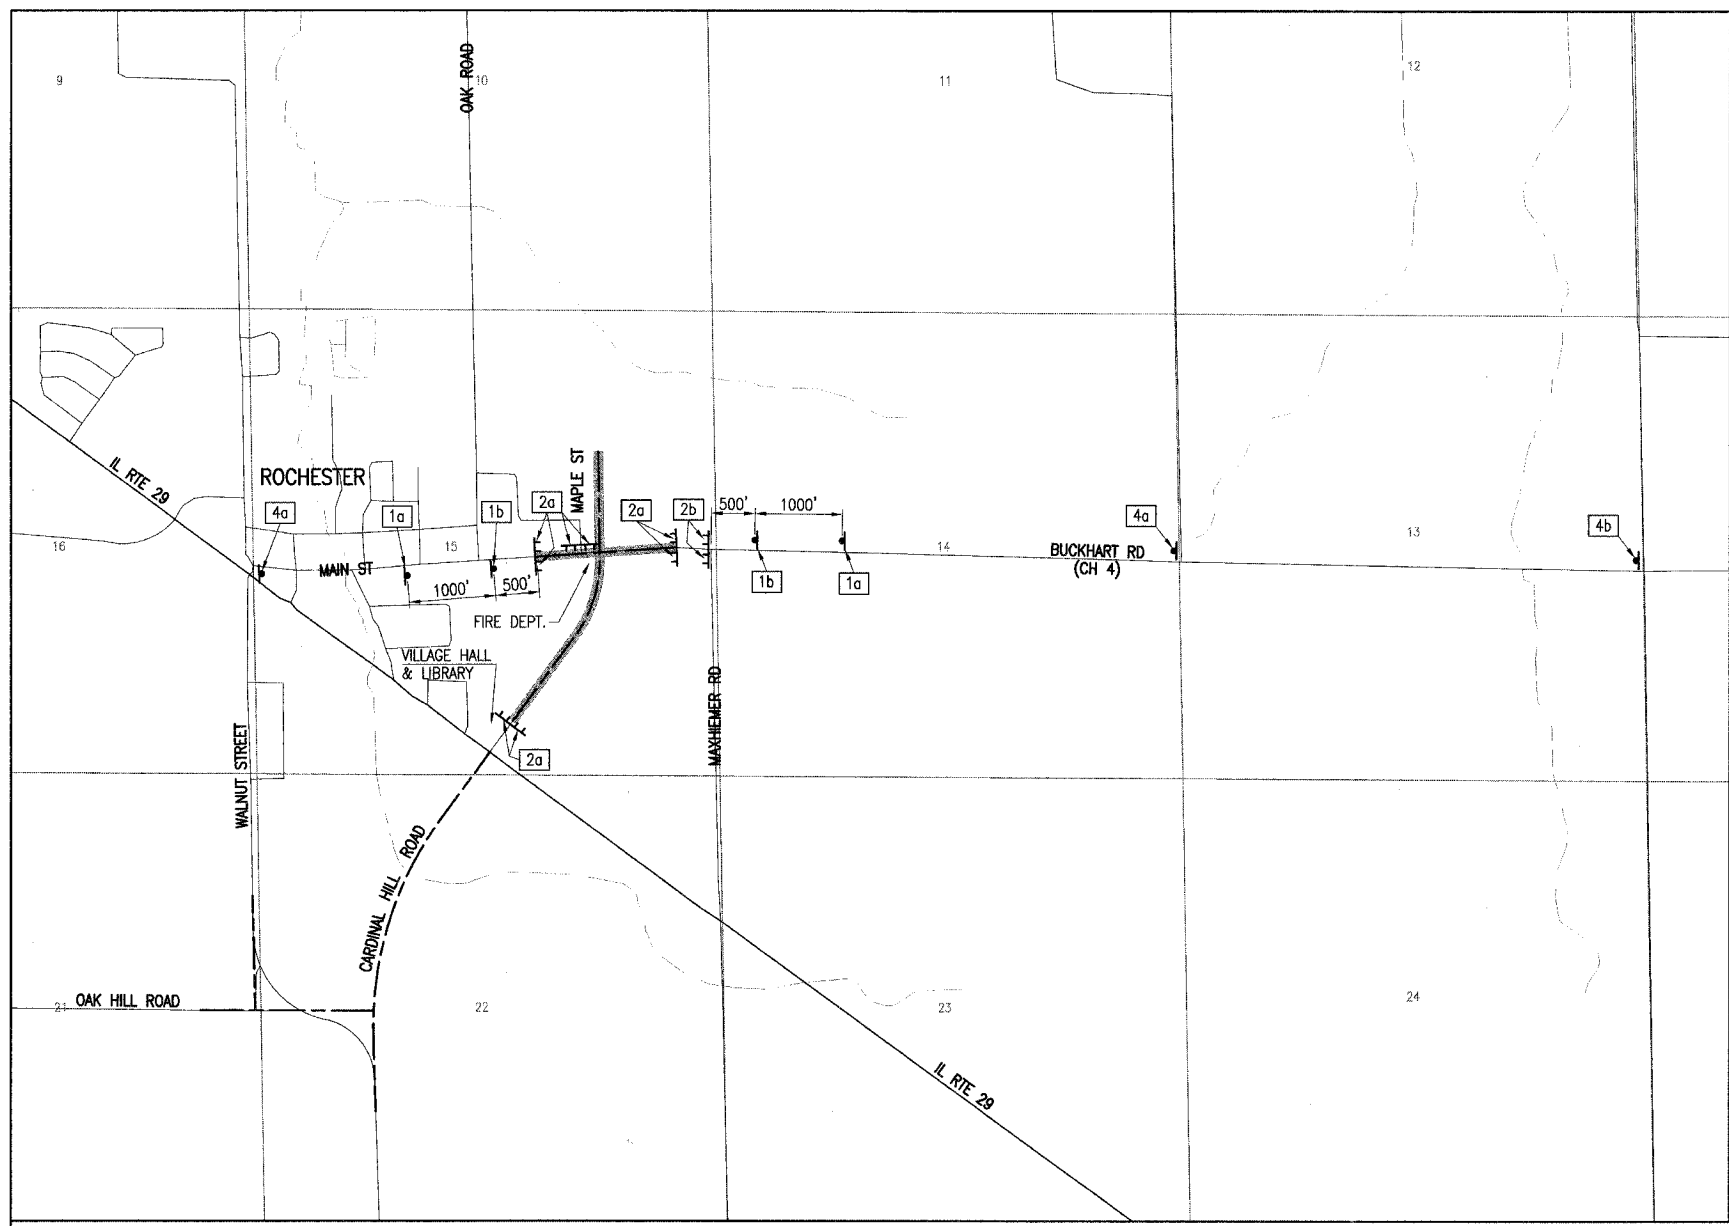 9
OAK ROAD
10
11
12
IL RTE 29
ROCHESTER
MAPLE ST
4a
1a
1b
2a
2a
2b
500'
1000'
4a
4b
16
15
14
13
MAIN ST
BUCKHART RD
(CH 4)
1000'
500'
1b
1a
FIRE DEPT.
VILLAGE HALL
& LIBRARY
MAXHIEMER RD
WALNUT STREET
2a
CARDINAL HILL ROAD
21
OAK HILL ROAD
22
23
24
IL RTE 29